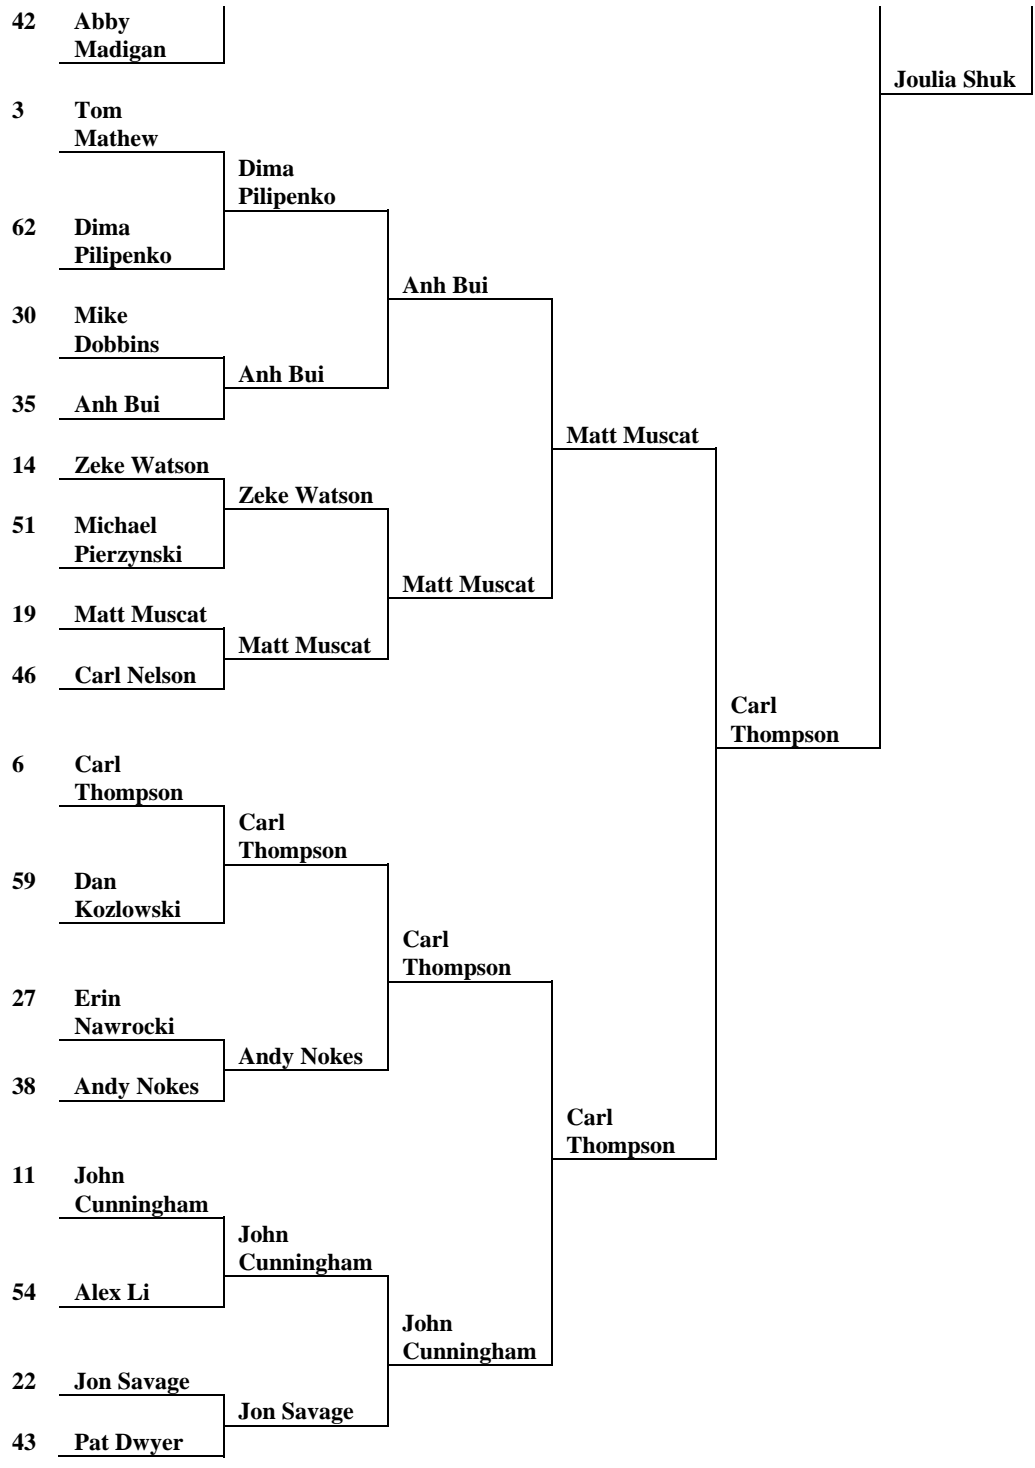 42 Abby
Madigan
Joulia Shuk
3 Tom
Mathew
Dima
Pilipenko
62 Dima
Pilipenko
Anh Bui
30 Mike
Dobbins
Anh Bui
35 Anh Bui
Matt Muscat
14 Zeke Watson
Zeke Watson
51 Michael
Pierzynski
Matt Muscat
19 Matt Muscat
Matt Muscat
46 Carl Nelson
Carl
Thompson
6 Carl
Thompson
Carl
Thompson
59 Dan
Kozlowski
Carl
Thompson
27 Erin
Nawrocki
Andy Nokes
38 Andy Nokes
Carl
Thompson
11 John
Cunningham
John
Cunningham
54 Alex Li
John
Cunningham
22 Jon Savage
Jon Savage
43 Pat Dwyer